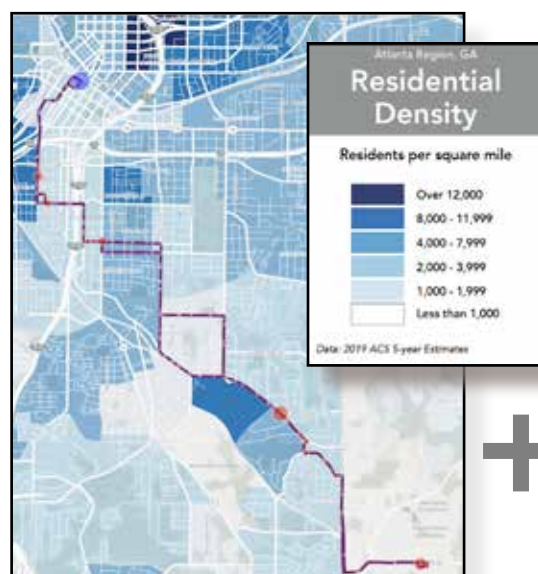 Atlanta Region, GA
Residential
Density
Residents per square mile
Over 12,000
8,000 - 11,999
4,000 - 7,999
2,000 - 3,999
1,000 - 1,999
Less than 1,000
Data: 2019 ACS 5-year Estimates
+